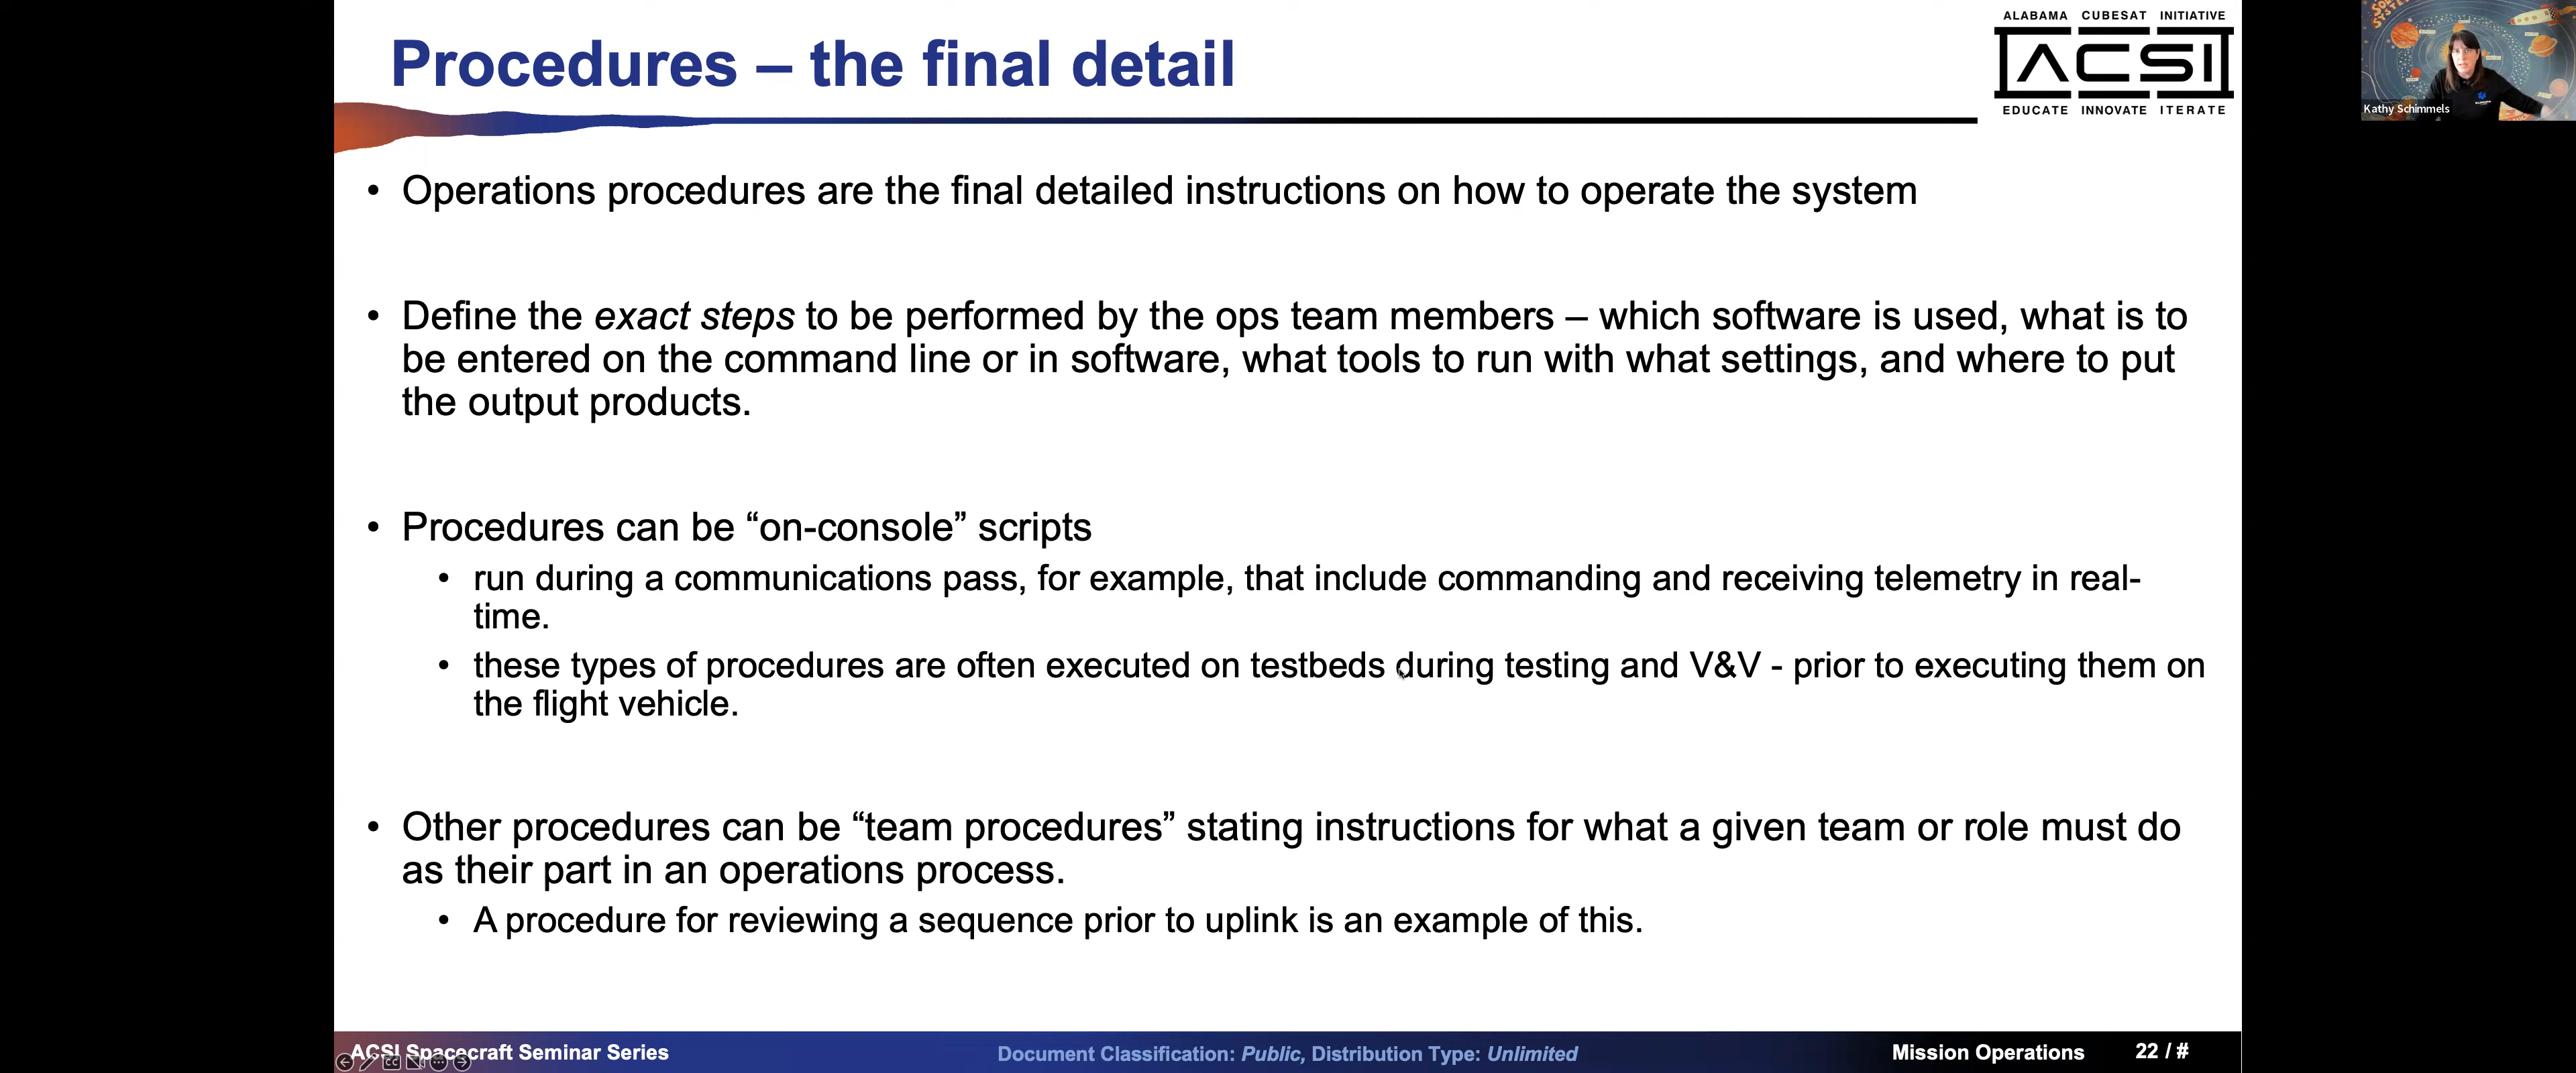 Procedures – the final detail
ALABAMA CUBESAT INITIATIVE
ACSI
EDUCATE INNOVATE ITERATE
Kathy Schimmels
• Operations procedures are the final detailed instructions on how to operate the system
• Define the exact steps to be performed by the ops team members – which software is used, what is to
be entered on the command line or in software, what tools to run with what settings, and where to put
the output products.
• Procedures can be “on-console” scripts
• run during a communications pass, for example, that include commanding and receiving telemetry in real-
time.
• these types of procedures are often executed on testbeds during testing and V&V - prior to executing them on
the flight vehicle.
• Other procedures can be “team procedures” stating instructions for what a given team or role must do
as their part in an operations process.
• A procedure for reviewing a sequence prior to uplink is an example of this.
ACSI Spacecraft Seminar Series
Document Classification: Public, Distribution Type: Unlimited
Mission Operations
22 / #